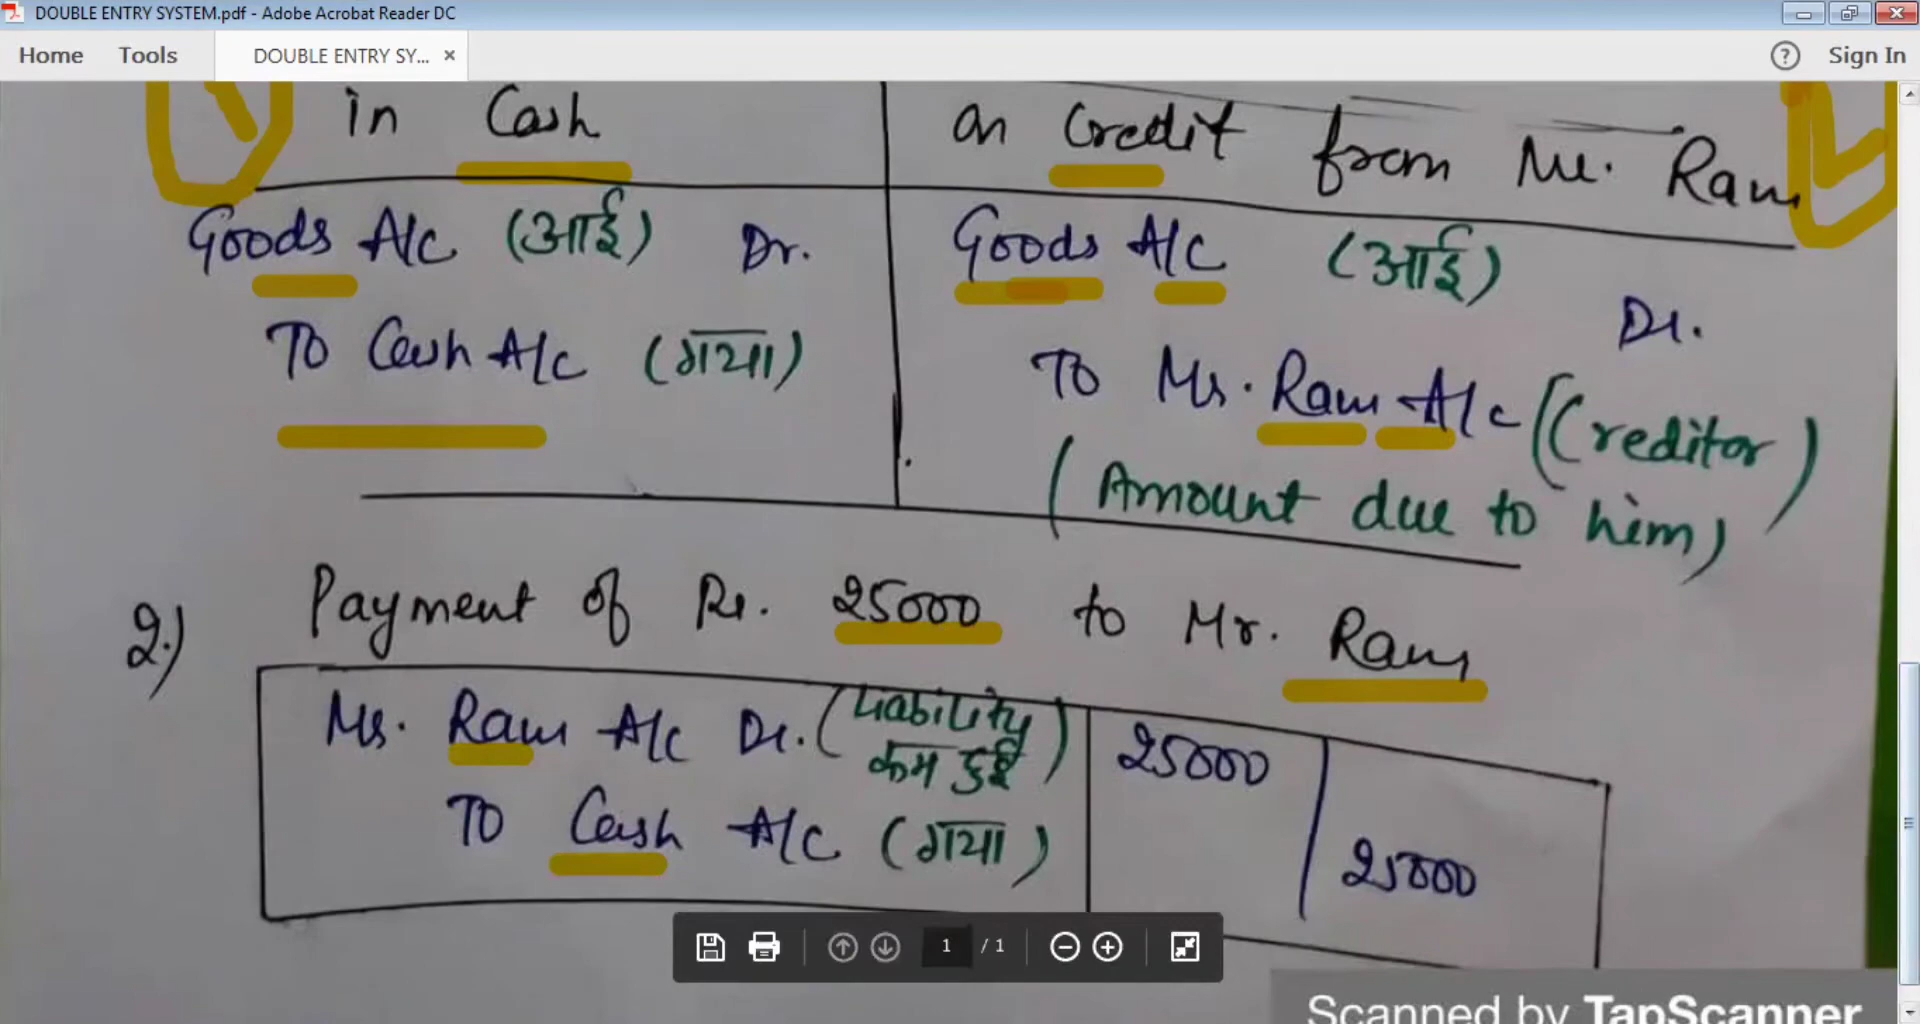 DOUBLE ENTRY SYSTEM.pdf - Adobe Acrobat Reader DC
Home Tools DOUBLE ENTRY SY... × ? Sign In
in Cash
on Credit from Mr. Ram
Goods A/c (आई) Dr.
To Cash A/c (गया)
Goods A/c (आई) Dr.
To Mr. Ram A/c (Creditor)
(Amount due to him)
2.) Payment of Rs. 25000 to Mr. Ram
Mr. Ram A/c Dr. (Liability कम हुई) 25000
To Cash A/c (गया) 25000
1 / 1
Scanned by TapScanner